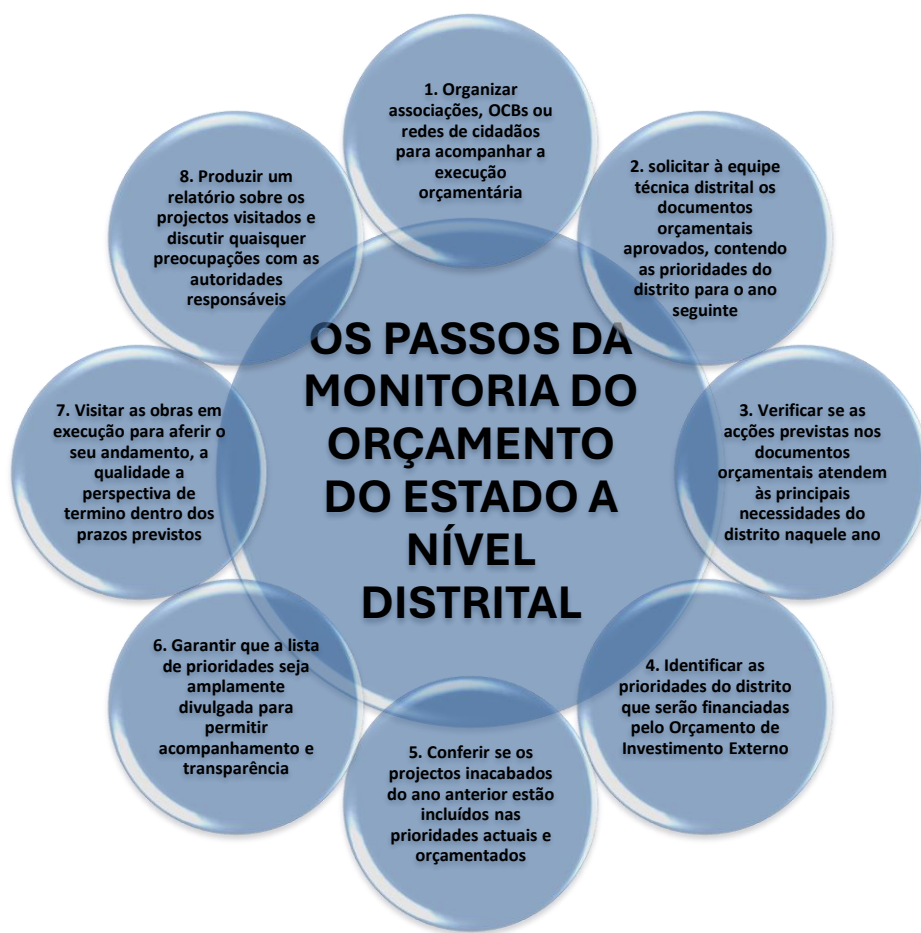 OS PASSOS DA
MONITORIA DO
ORÇAMENTO
DO ESTADO A
NÍVEL
DISTRITAL
1. Organizar
associações, OCBs ou
redes de cidadãos
para acompanhar a
execução
orçamentária
2. solicitar à equipe
técnica distrital os
documentos
orçamentais
aprovados, contendo
as prioridades do
distrito para o ano
seguinte
3. Verificar se as
acções previstas nos
documentos
orçamentais atendem
às principais
necessidades do
distrito naquele ano
4. Identificar as
prioridades do distrito
que serão financiadas
pelo Orçamento de
Investimento Externo
5. Conferir se os
projectos inacabados
do ano anterior estão
incluídos nas
prioridades actuais e
orçamentados
6. Garantir que a lista
de prioridades seja
amplamente
divulgada para
permitir
acompanhamento e
transparência
7. Visitar as obras em
execução para aferir o
seu andamento, a
qualidade a
perspectiva de
termino dentro dos
prazos previstos
8. Produzir um
relatório sobre os
projectos visitados e
discutir quaisquer
preocupações com as
autoridades
responsáveis